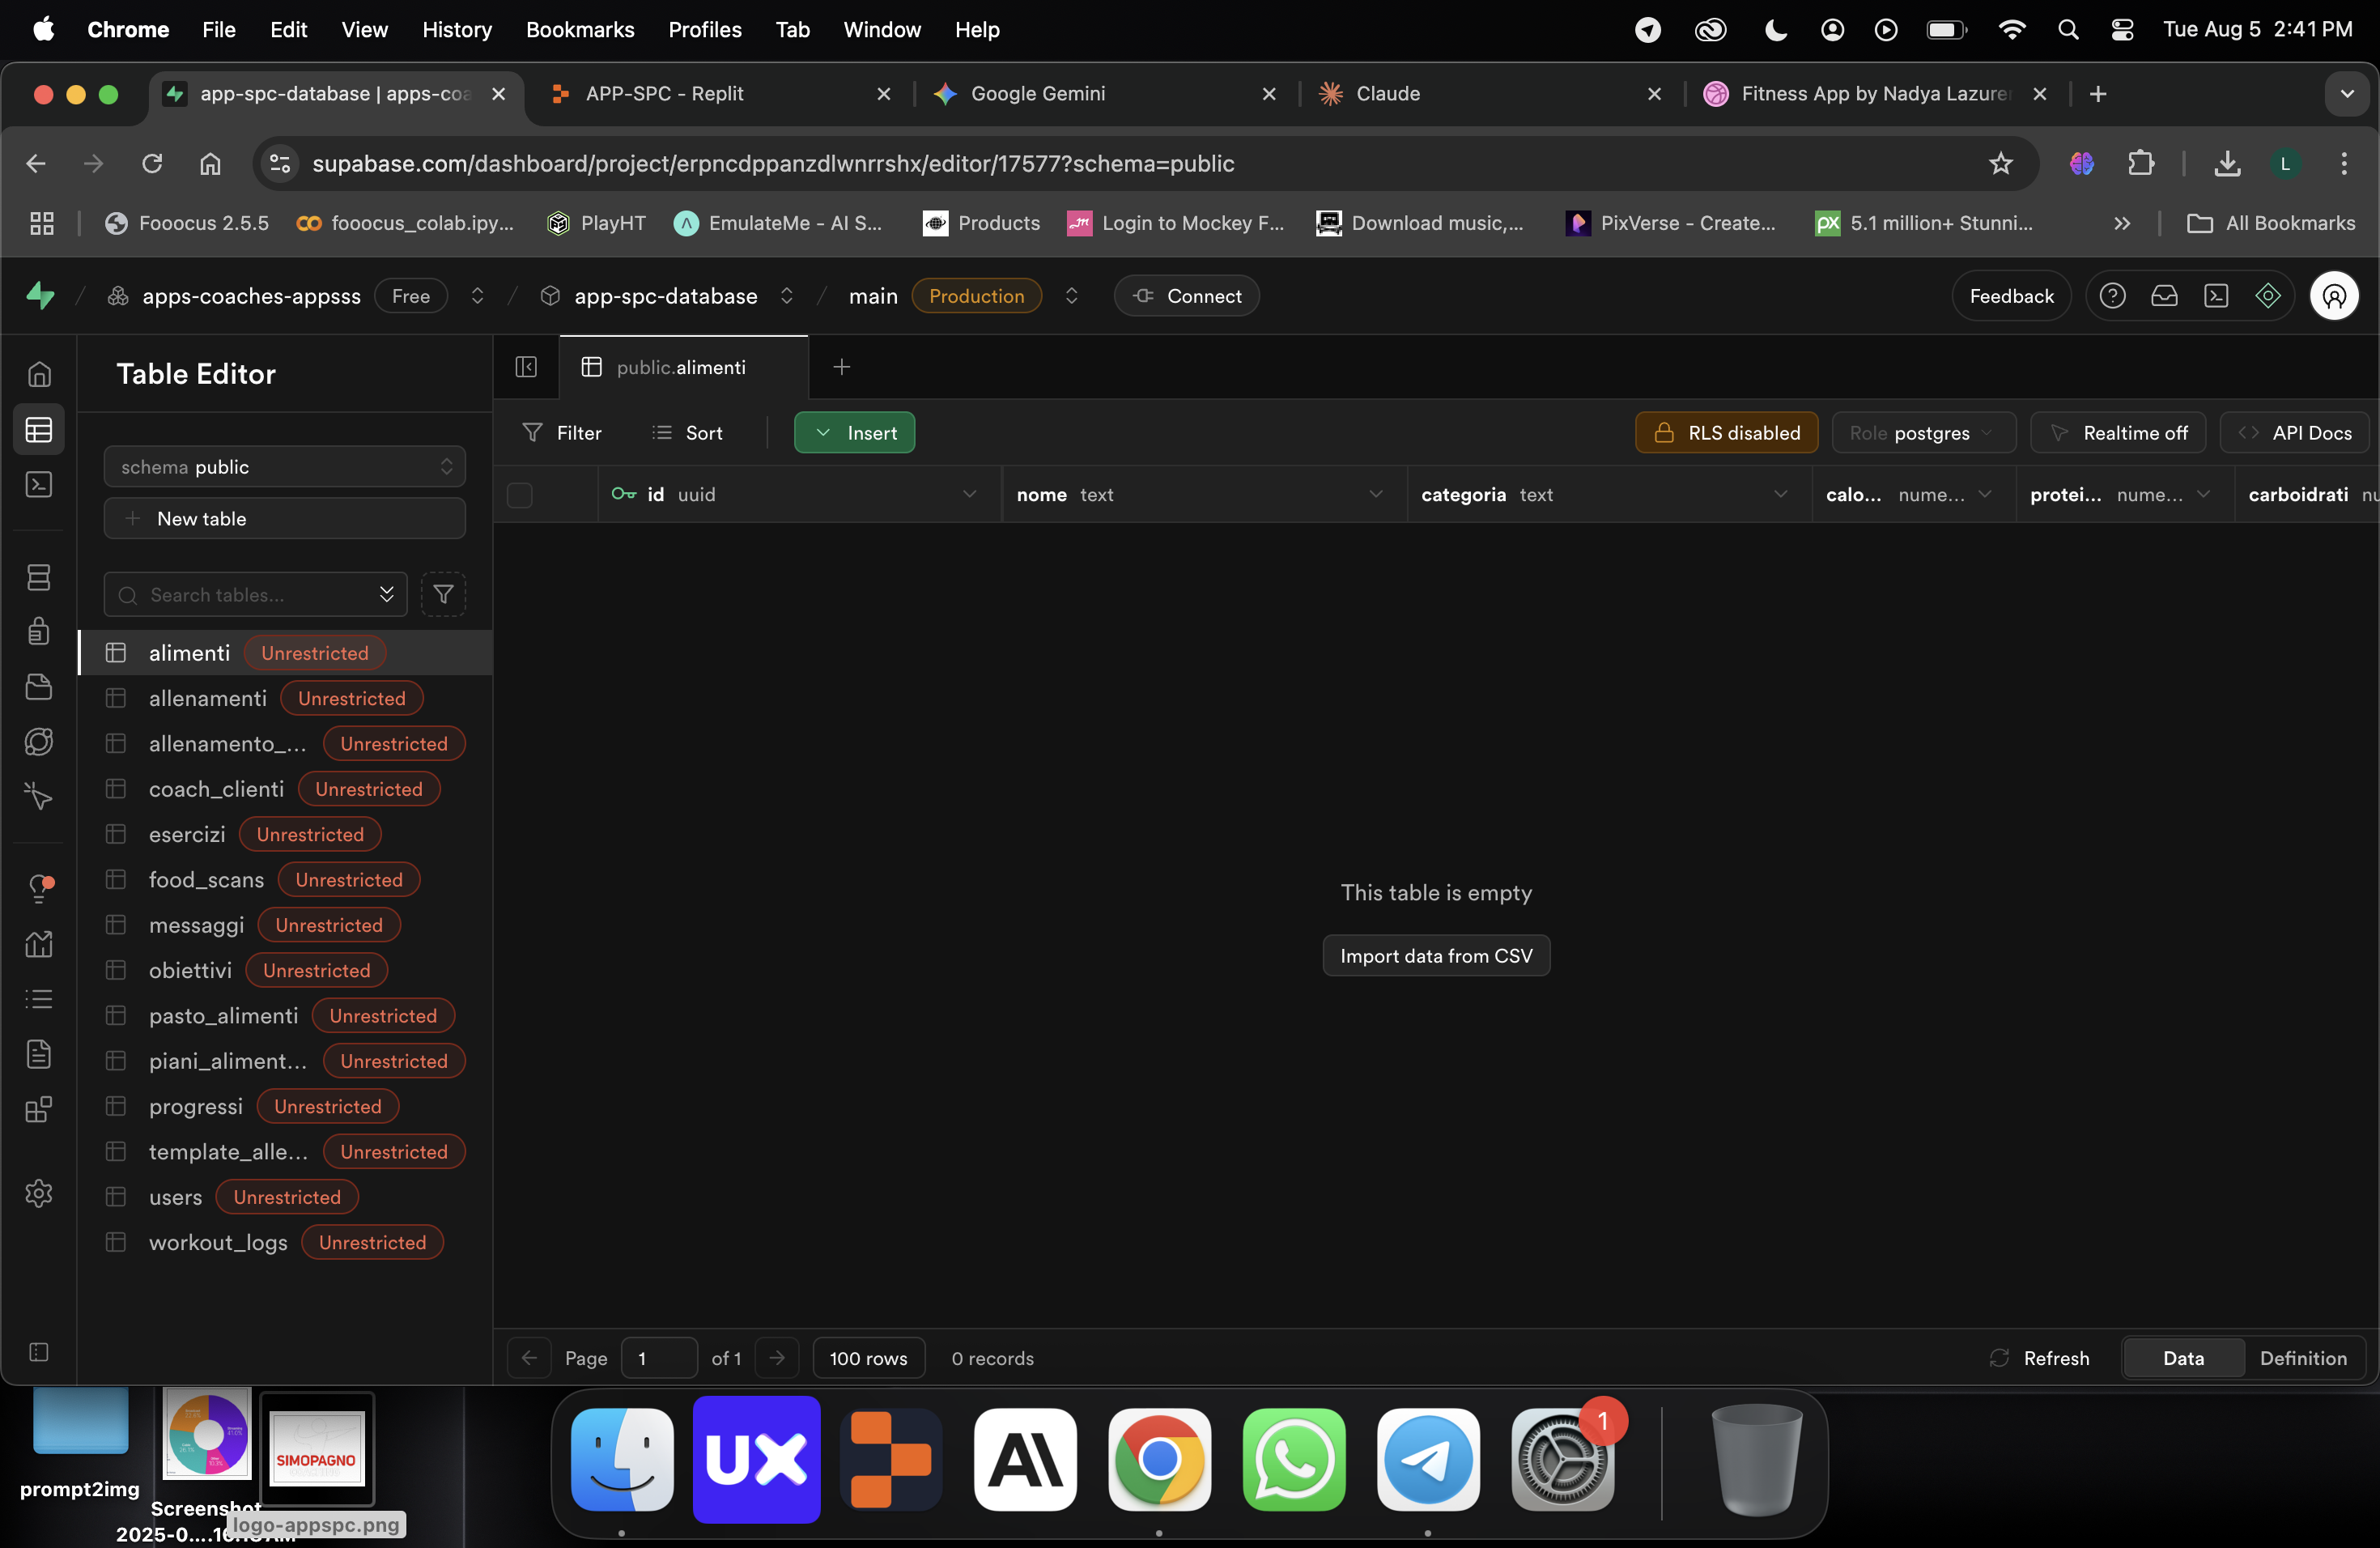 Chrome File Edit View History Bookmarks Profiles Tab Window Help Tue Aug 5 2:41 PM
app-spc-database | apps-coa APP-SPC - Replit Google Gemini Claude Fitness App by Nadya Lazuren
supabase.com/dashboard/project/erpncdppanzdlwnrrshx/editor/17577?schema=public L
Fooocus 2.5.5 fooocus_colab.ipy... PlayHT EmulateMe - AI S... Products Login to Mockey F... Download music,... PixVerse - Create... px 5.1 million+ Stunni... » All Bookmarks
/ apps-coaches-appsss Free / app-spc-database / main Production Connect Feedback
Table Editor
public.alimenti
Filter Sort Insert RLS disabled Role postgres Realtime off API Docs
schema public
New table
id uuid nome text categoria text calo... nume... protei... nume... carboidrati nu
Search tables...
alimenti Unrestricted
allenamenti Unrestricted
allenamento_... Unrestricted
coach_clienti Unrestricted
esercizi Unrestricted
food_scans Unrestricted
messaggi Unrestricted
obiettivi Unrestricted
pasto_alimenti Unrestricted
piani_aliment... Unrestricted
progressi Unrestricted
template_alle... Unrestricted
users Unrestricted
workout_logs Unrestricted
This table is empty
Import data from CSV
Page 1 of 1 100 rows 0 records Refresh Data Definition
UX
1
SIMOPAGNO
prompt2img
Screenshot
2025-0....
logo-appspc.png